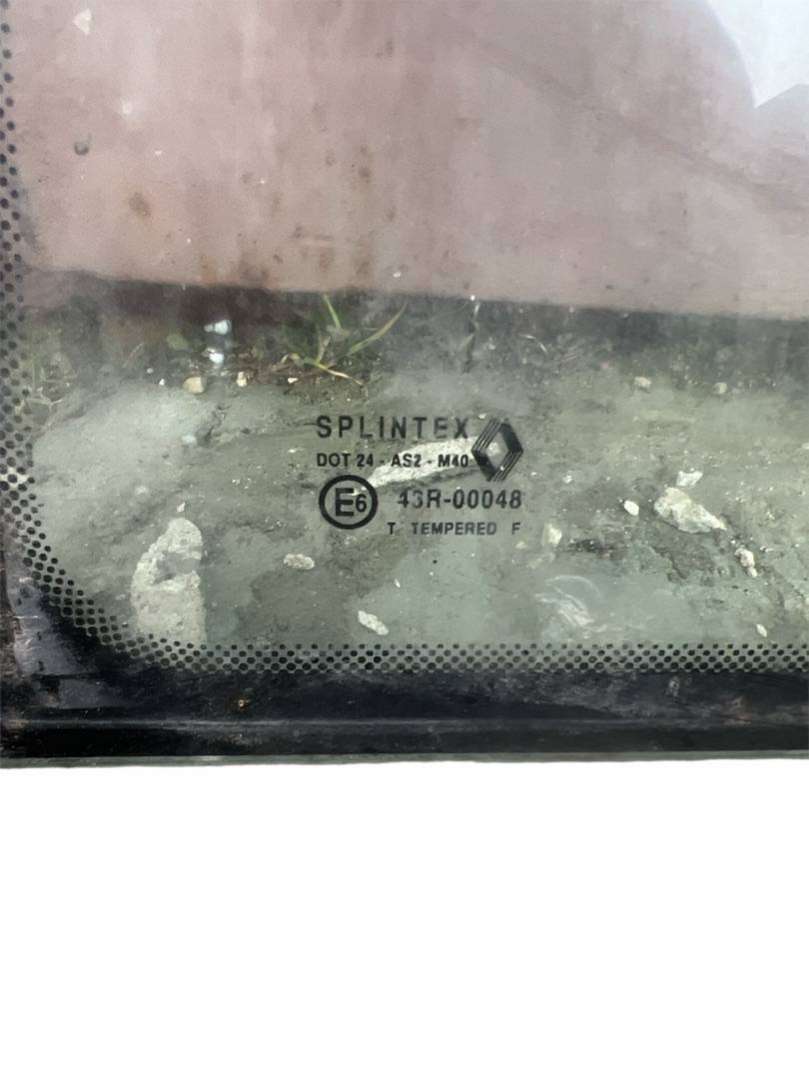 SPLINTEX
DOT 24 - AS2 - M40
E6 43R-00048
T TEMPERED F